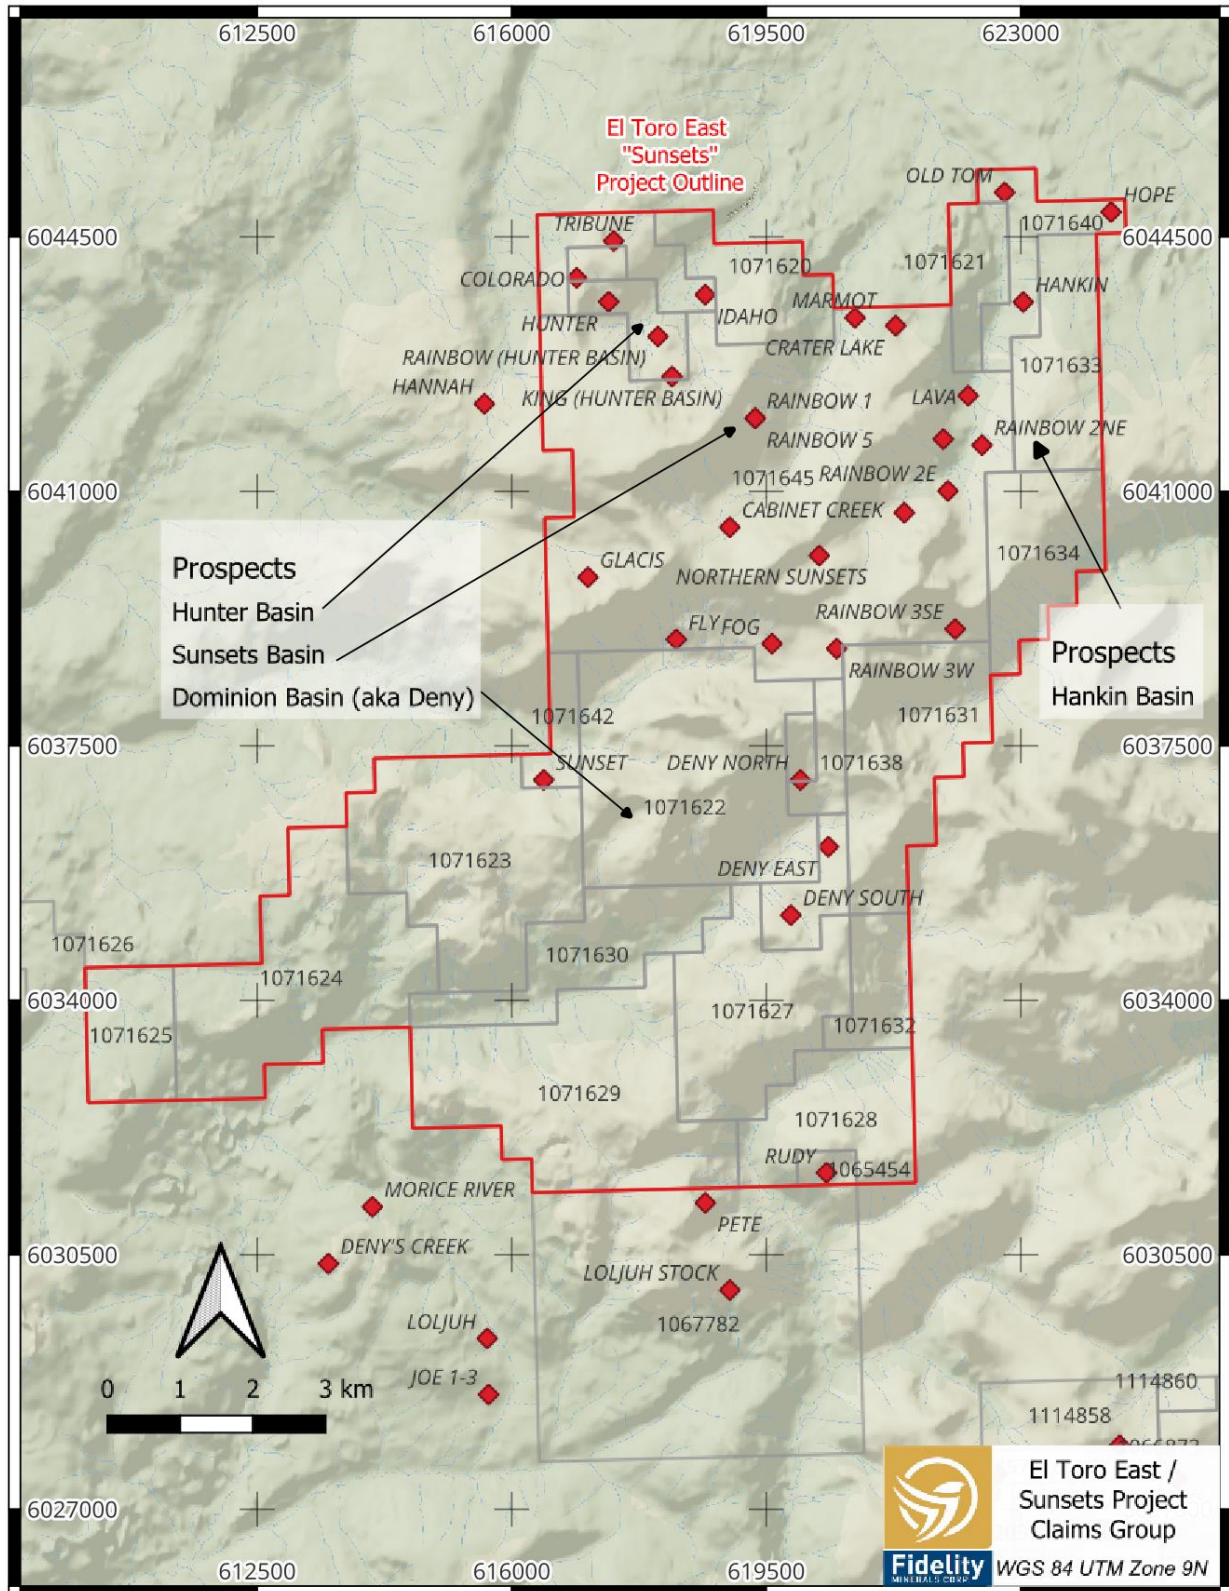 612500
616000
619500
623000
El Toro East
"Sunsets"
Project Outline
OLD TOM
HOPE
TRIBUNE
1071640
6044500
6044500
1071620
1071621
COLORADO
HANKIN
MARMOT
HUNTER
IDAHO
CRATER LAKE
RAINBOW (HUNTER BASIN)
1071633
HANNAH
KING (HUNTER BASIN)
RAINBOW 1
LAVA
RAINBOW 5
RAINBOW 2NE
1071645
RAINBOW 2E
6041000
6041000
CABINET CREEK
1071634
GLACIS
NORTHERN SUNSETS
Prospects
Hunter Basin
Sunsets Basin
Dominion Basin (aka Deny)
FLY
FOG
RAINBOW 3SE
RAINBOW 3W
Prospects
Hankin Basin
1071642
1071631
6037500
6037500
SUNSET
DENY NORTH
1071638
1071622
1071623
DENY EAST
DENY SOUTH
1071626
1071630
1071624
6034000
6034000
1071625
1071627
1071632
1071629
1071628
RUDY
1065454
MORICE RIVER
PETE
DENY'S CREEK
6030500
6030500
LOLJUH STOCK
LOLJUH
1067782
JOE 1-3
0 1 2 3 km
1114860
1114858
El Toro East /
Sunsets Project
Claims Group
6027000
Fidelity
MINERALS CORP
WGS 84 UTM Zone 9N
612500
616000
619500